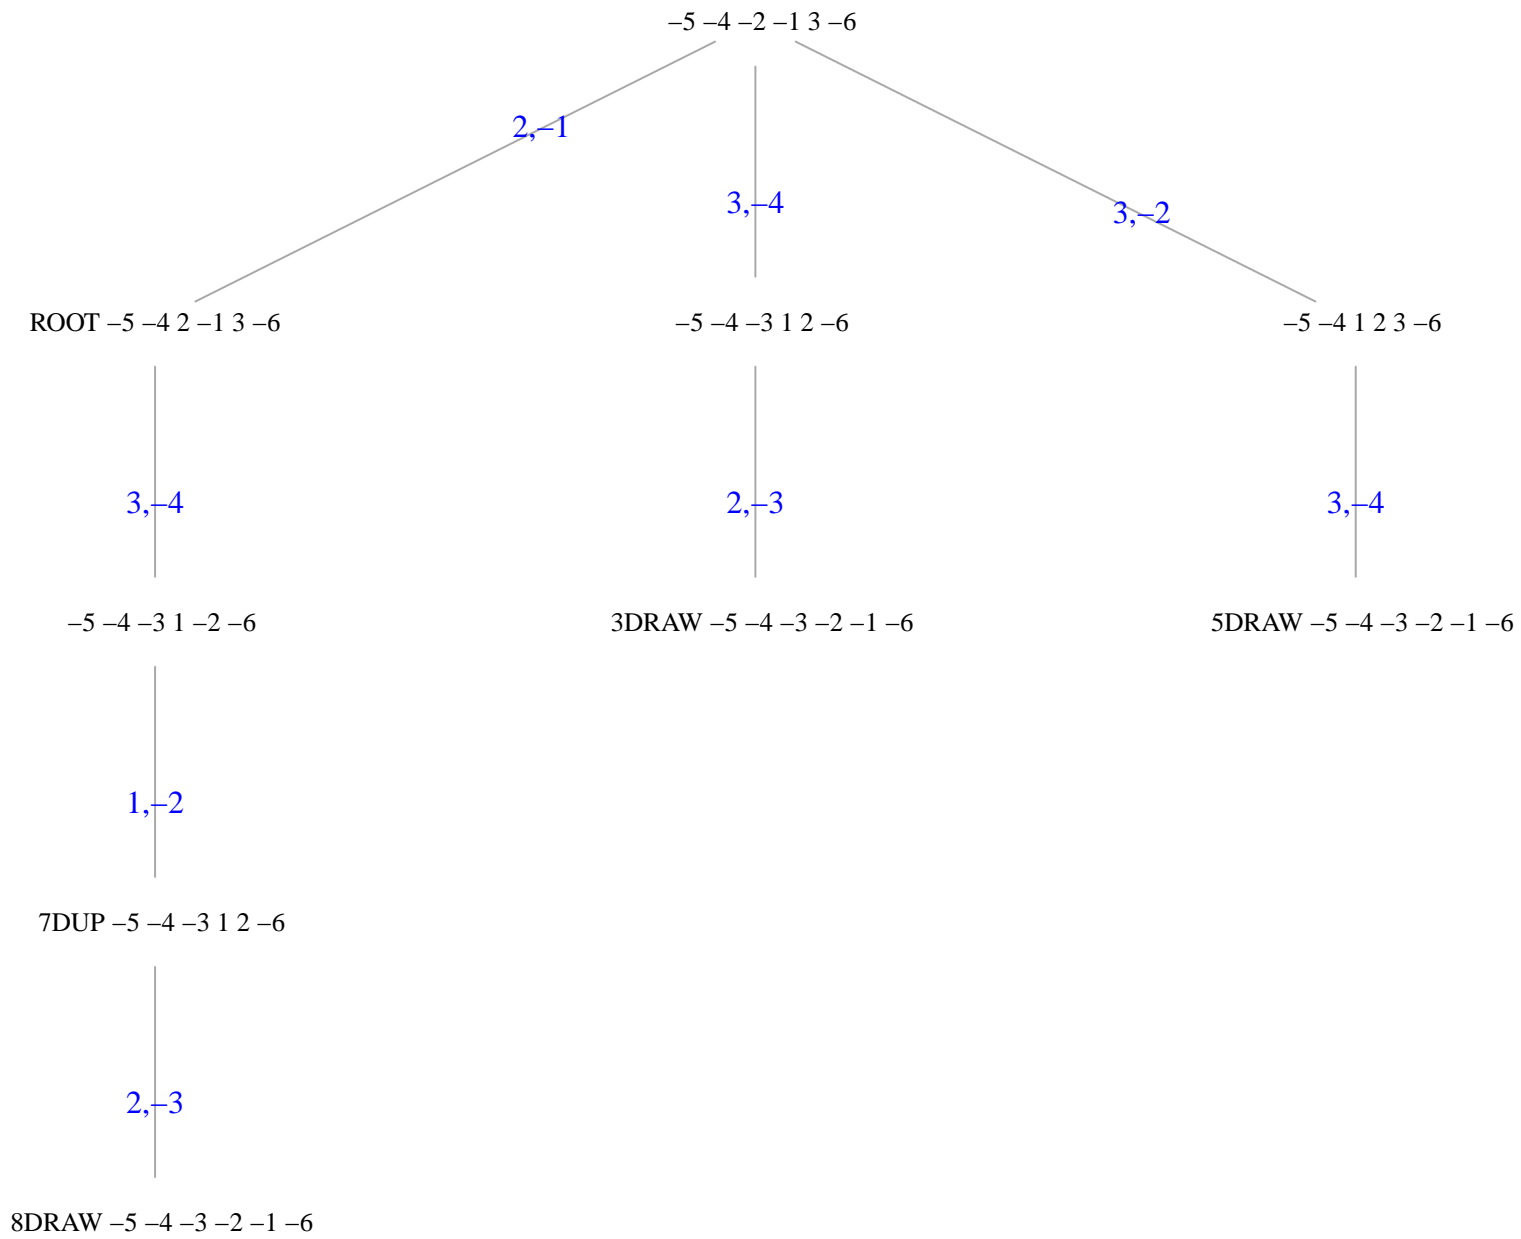 –5 –4 –2 –1 3 –6
2,–1
3,–4
3,–2
ROOT –5 –4 2 –1 3 –6
–5 –4 –3 1 2 –6
–5 –4 1 2 3 –6
3,–4
2,–3
3,–4
–5 –4 –3 1 –2 –6
3DRAW –5 –4 –3 –2 –1 –6
5DRAW –5 –4 –3 –2 –1 –6
1,–2
7DUP –5 –4 –3 1 2 –6
2,–3
8DRAW –5 –4 –3 –2 –1 –6